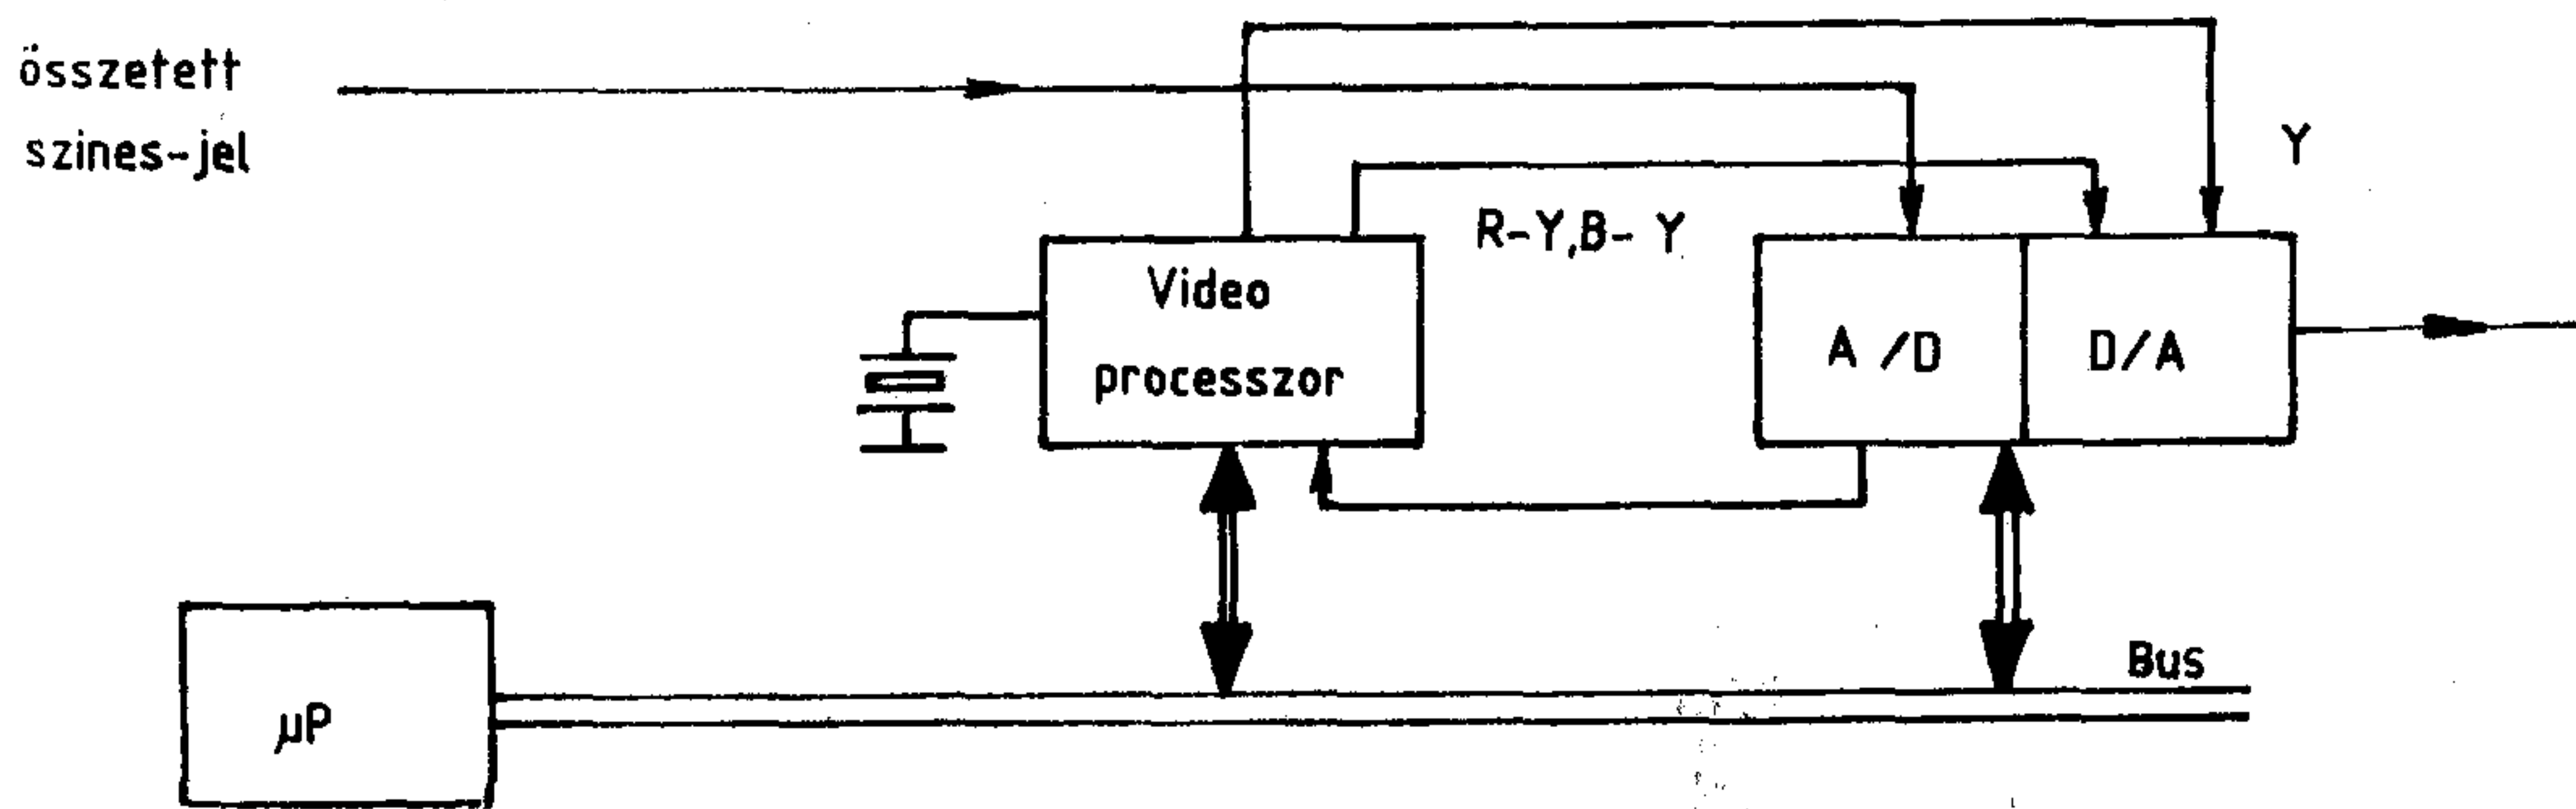 összetett
szines-jel
Y
R-Y,B- Y
Video
processzor
A /D
D/A
Bus
µP